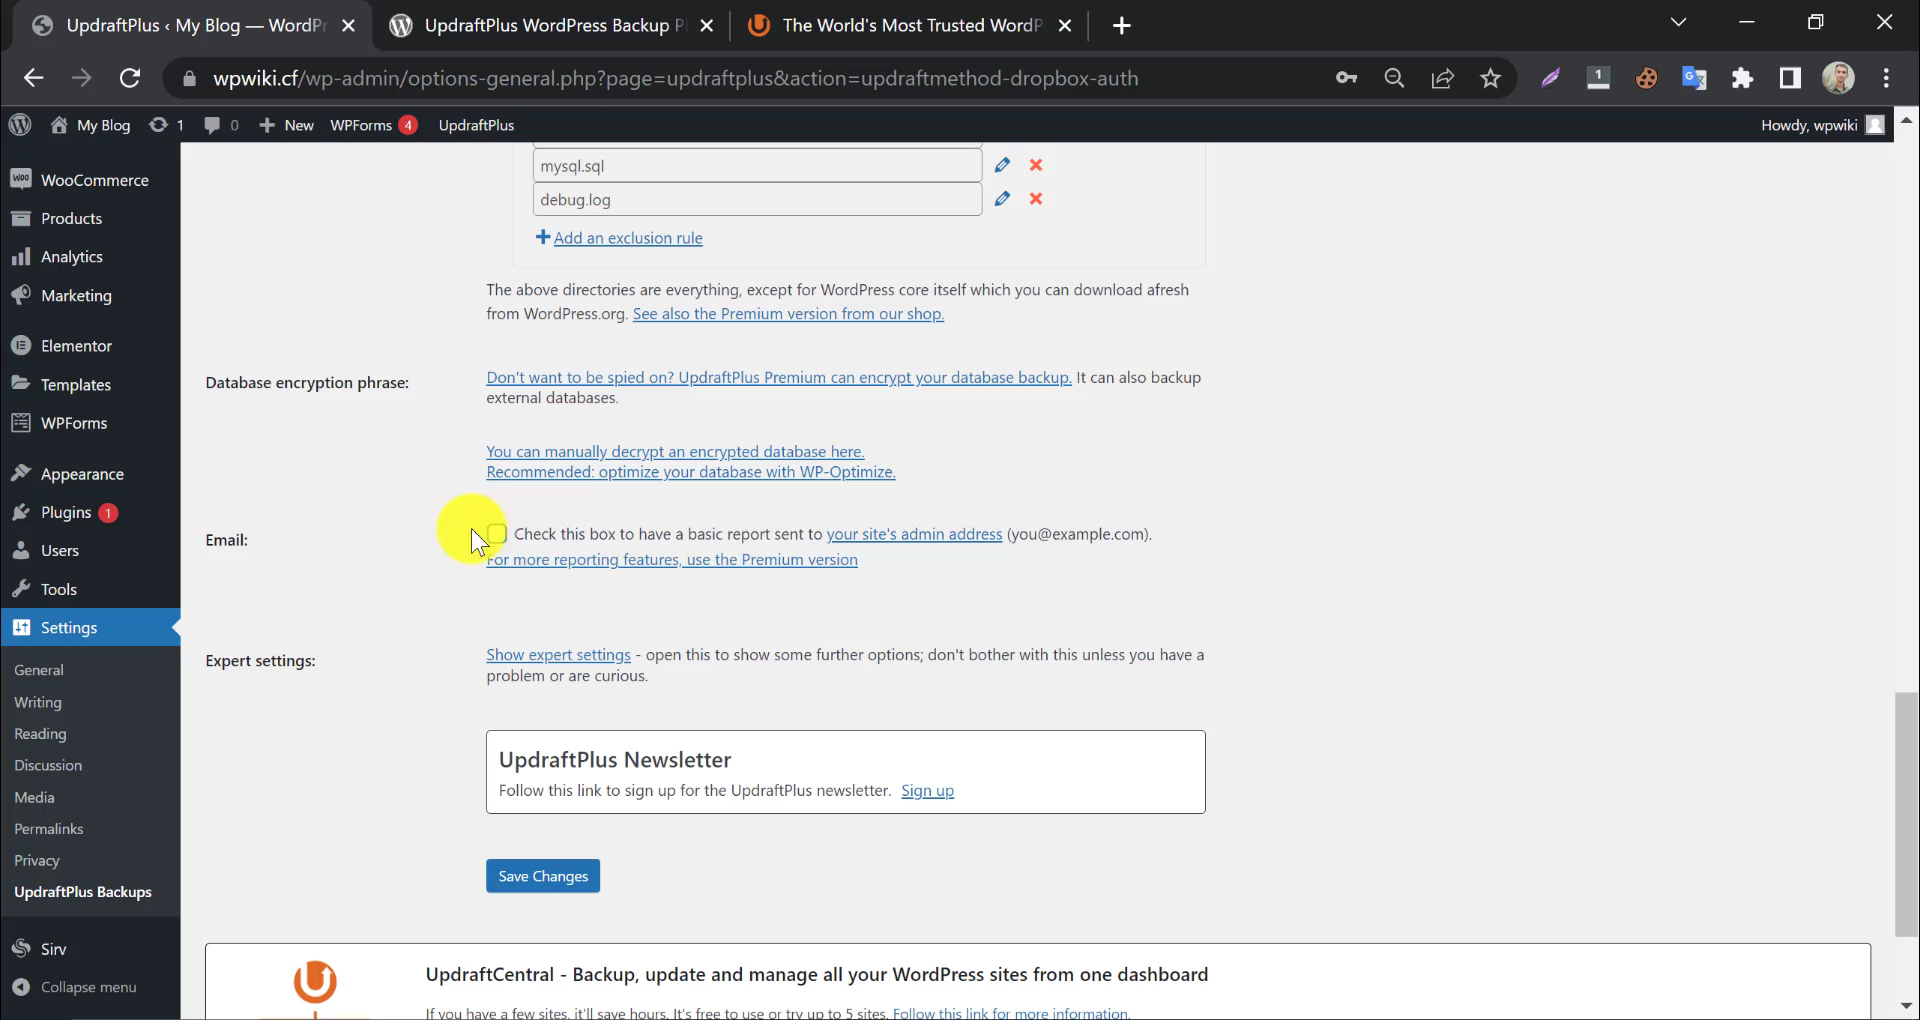 UpdraftPlus ‹ My Blog — WordPr
UpdraftPlus WordPress Backup P
The World's Most Trusted WordP
wpwiki.cf/wp-admin/options-general.php?page=updraftplus&action=updraftmethod-dropbox-auth
1
My Blog
1
0
New
WPForms 4
UpdraftPlus
Howdy, wpwiki
WooCommerce
Products
Analytics
Marketing
Elementor
Templates
WPForms
Appearance
Plugins 1
Users
Tools
Settings
General
Writing
Reading
Discussion
Media
Permalinks
Privacy
UpdraftPlus Backups
Sirv
Collapse menu
mysql.sql
debug.log
Add an exclusion rule
The above directories are everything, except for WordPress core itself which you can download afresh
from WordPress.org. See also the Premium version from our shop.
Database encryption phrase:
Don't want to be spied on? UpdraftPlus Premium can encrypt your database backup. It can also backup
external databases.
You can manually decrypt an encrypted database here.
Recommended: optimize your database with WP-Optimize.
Email:
Check this box to have a basic report sent to your site's admin address (you@example.com).
For more reporting features, use the Premium version
Expert settings:
Show expert settings - open this to show some further options; don't bother with this unless you have a
problem or are curious.
UpdraftPlus Newsletter
Follow this link to sign up for the UpdraftPlus newsletter. Sign up
Save Changes
UpdraftCentral - Backup, update and manage all your WordPress sites from one dashboard
If you have a few sites, it'll save hours. It's free to use or try up to 5 sites. Follow this link for more information.